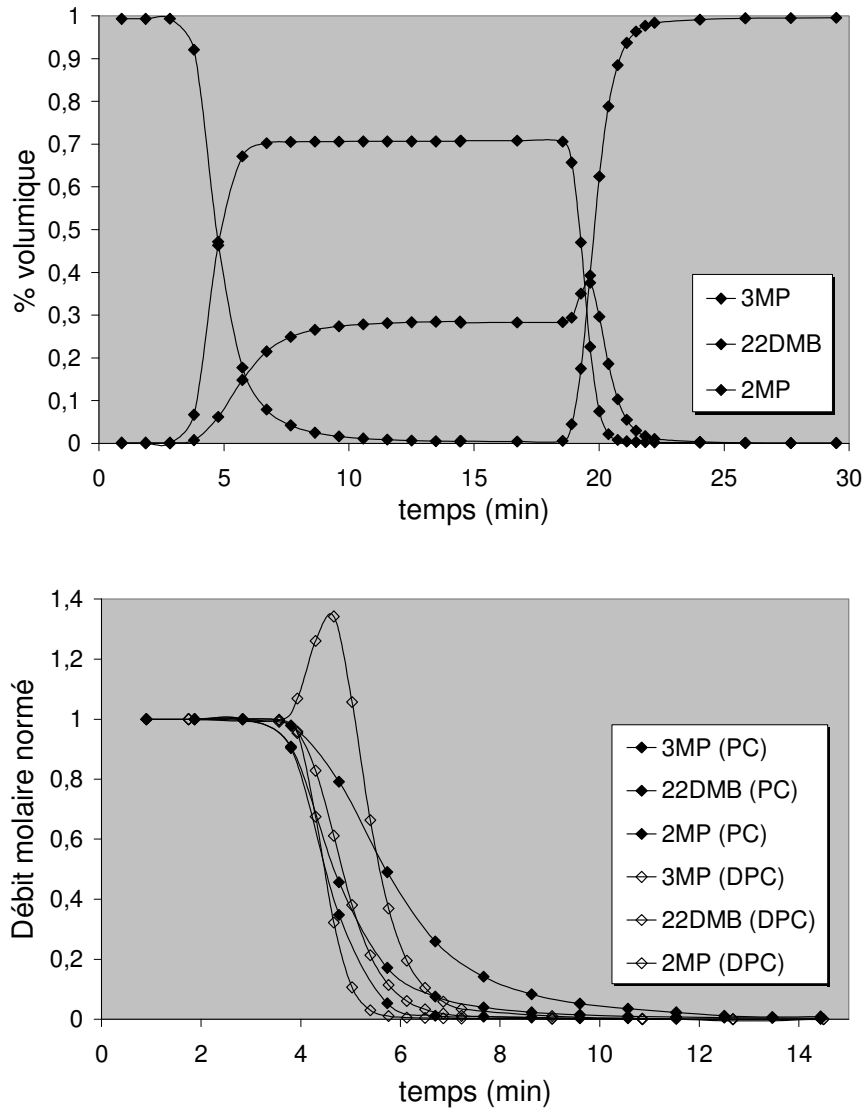 1
0,9
0,8
0,7
0,6
0,5
0,4
0,3
0,2
0,1
0
% volumique
3MP
22DMB
2MP
0 5 10 15 20 25 30
temps (min)
1,4
1,2
1
0,8
0,6
0,4
0,2
0
Débit molaire normé
3MP (PC)
22DMB (PC)
2MP (PC)
3MP (DPC)
22DMB (DPC)
2MP (DPC)
0 2 4 6 8 10 12 14
temps (min)